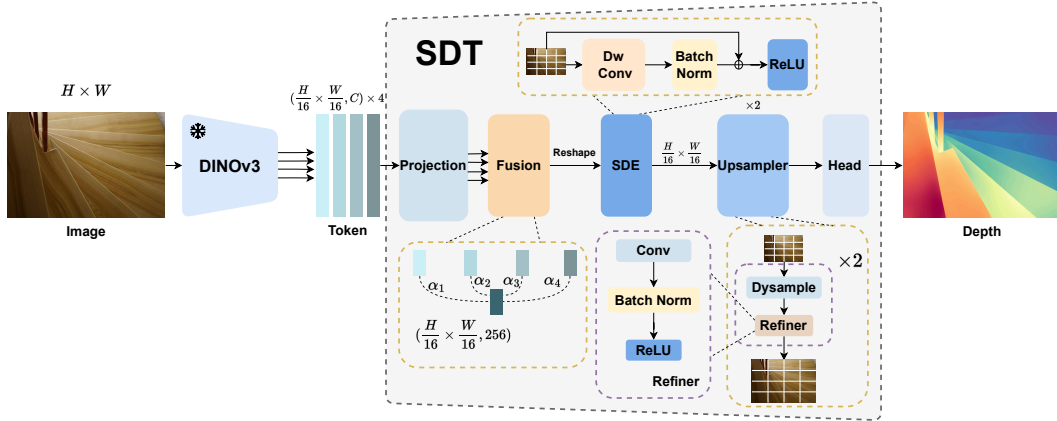 SDT
Dw
Conv
Batch
Norm
ReLU
×2
H × W
(H/16 × W/16, C) × 4
DINOv3
Projection
Fusion
Reshape
SDE
H/16 × W/16
Upsampler
Head
Image
Token
Depth
α1
α2
α3
α4
(H/16 × W/16, 256)
Conv
Batch Norm
ReLU
Refiner
×2
Dysample
Refiner